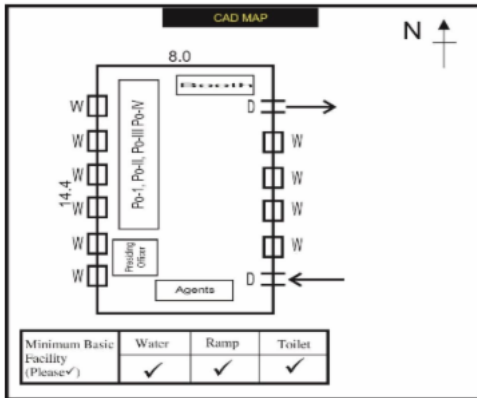 CAD MAP
N
8.0
Booth
W D
W W
W W
Po-1, Po-II, Po-III Po-IV
14.4
W W
W W
Presiding
Officer
W D
Agents
Minimum Basic Facility (Please✓) Water Ramp Toilet
✓ ✓ ✓